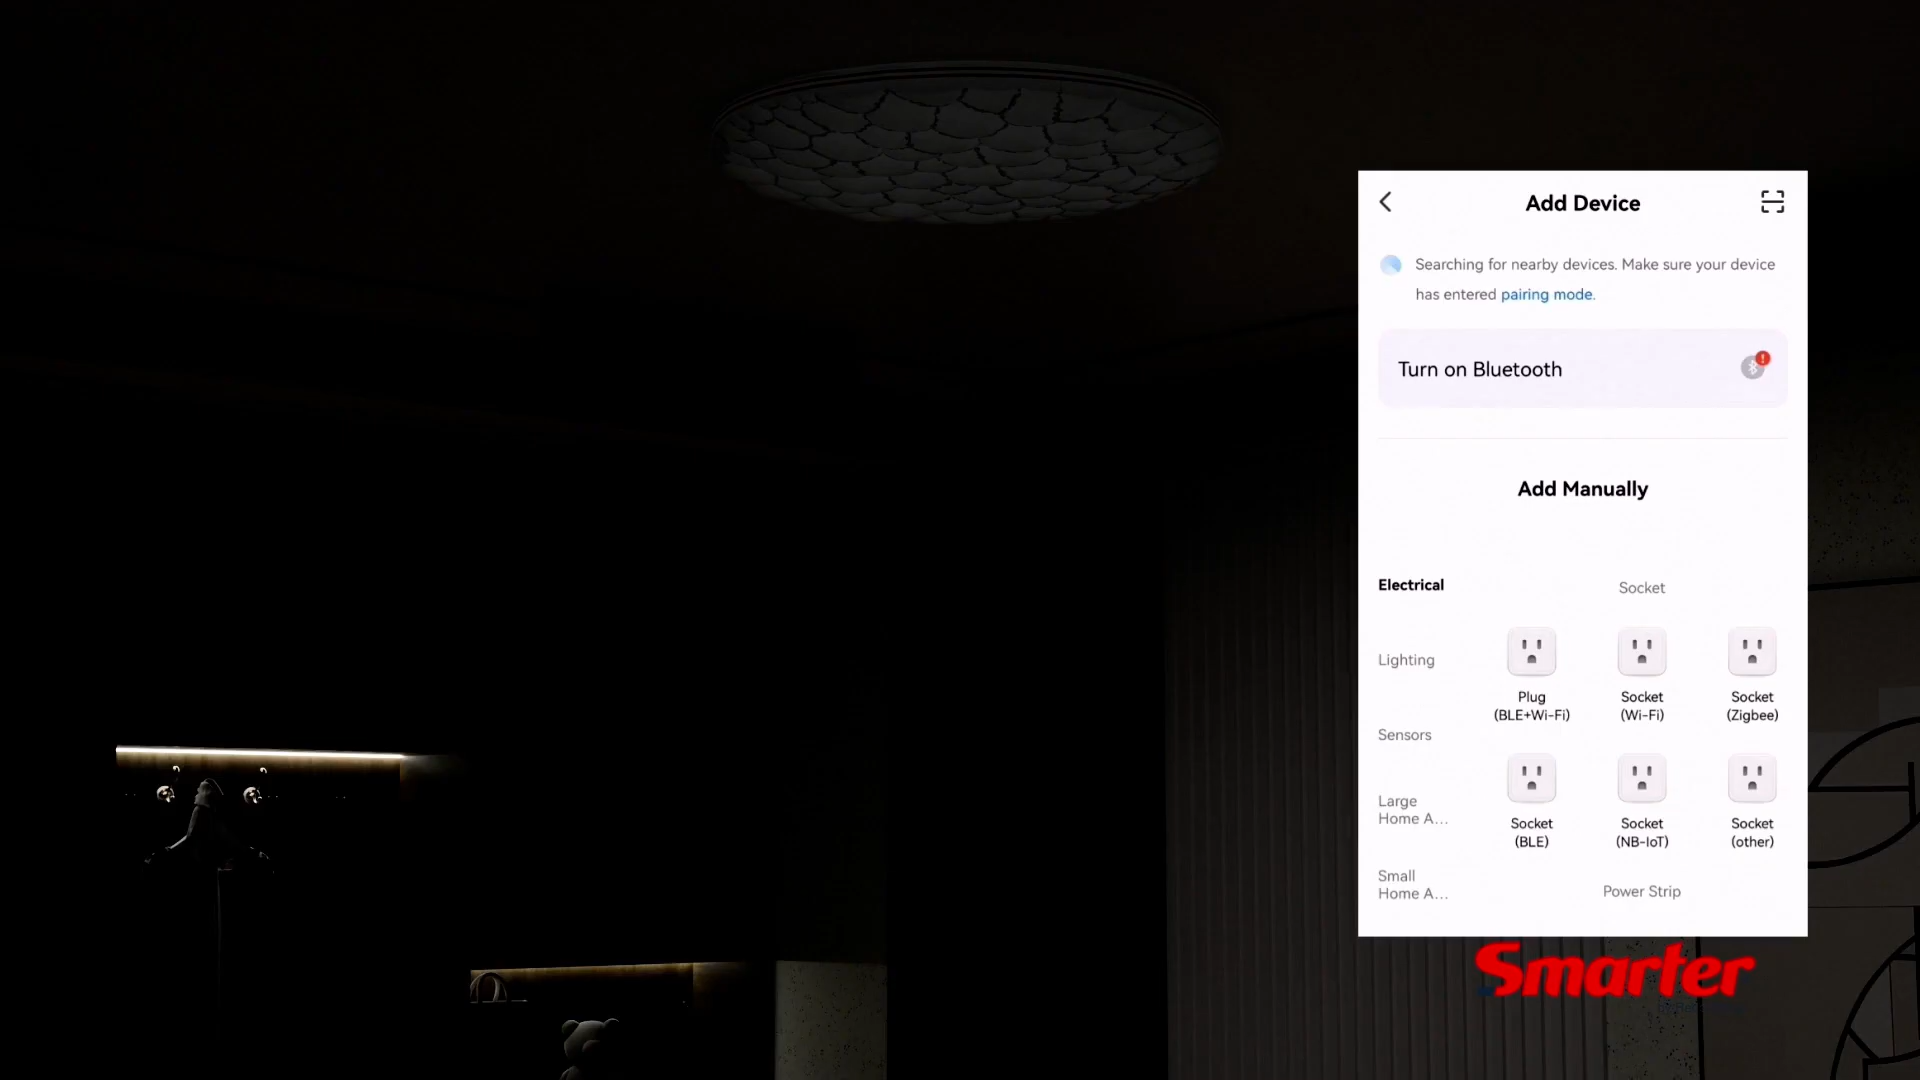 Add Device
Searching for nearby devices. Make sure your device
has entered pairing mode.
Turn on Bluetooth
Add Manually
Electrical
Socket
Lighting
Plug
(BLE+Wi-Fi)
Socket
(Wi-Fi)
Socket
(Zigbee)
Sensors
Large
Home A...
Socket
(BLE)
Socket
(NB-IoT)
Socket
(other)
Small
Home A...
Power Strip
Smarter